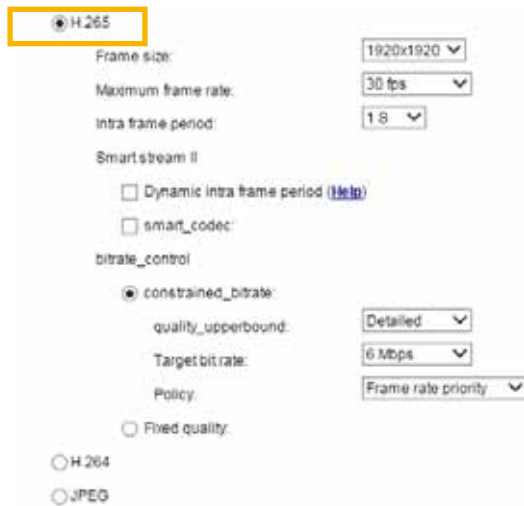 H.265
Frame size: 1920x1920
Maximum frame rate: 30 fps
Intra frame period: 1 S
Smart stream II
Dynamic intra frame period (Help)
smart_codec:
bitrate_control
constrained_bitrate:
quality_upperbound: Detailed
Target bit rate: 6 Mbps
Policy: Frame rate priority
Fixed quality:
H.264
JPEG